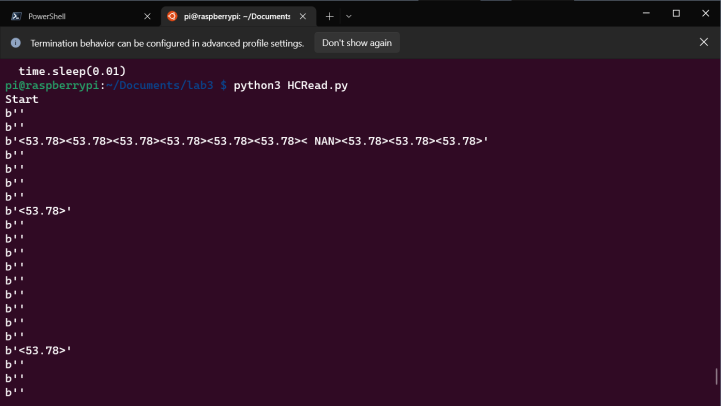 PowerShell
pi@raspberrypi: ~/Documents
Termination behavior can be configured in advanced profile settings. Don't show again
time.sleep(0.01)
pi@raspberrypi:~/Documents/lab3 $ python3 HCRead.py
Start
b''
b''
b'<53.78><53.78><53.78><53.78><53.78><53.78>< NAN><53.78><53.78><53.78>'
b''
b''
b''
b''
b'<53.78>'
b''
b''
b''
b''
b''
b''
b''
b''
b''
b'<53.78>'
b''
b''
b''